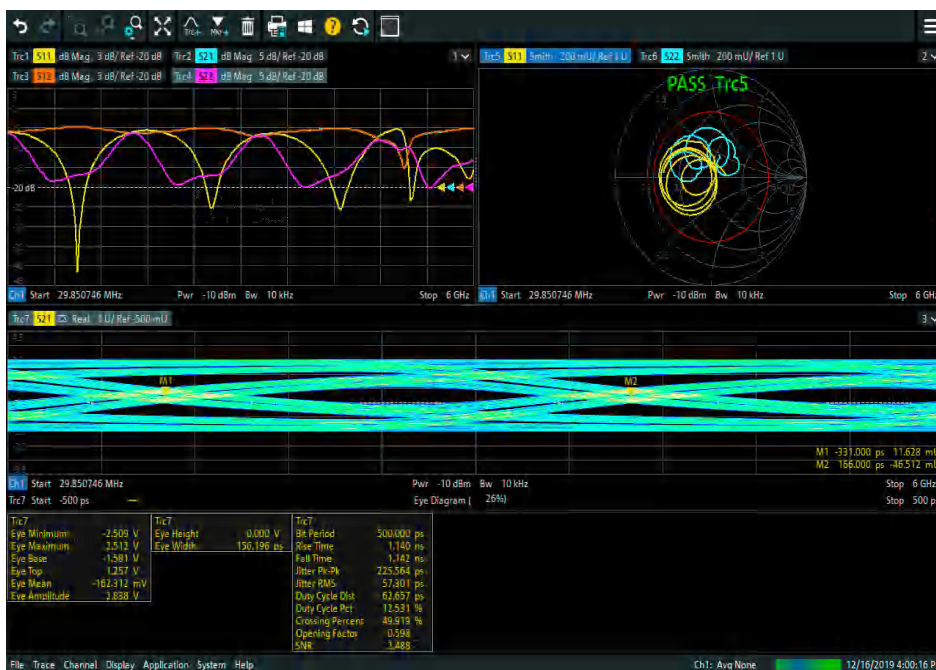 Trc1 S11 dB Mag 3 dB/ Ref -20 dB Trc2 S21 dB Mag 5 dB/ Ref -20 dB 1
Trc3 S12 dB Mag 3 dB/ Ref -20 dB Trc4 S22 dB Mag 5 dB/ Ref -20 dB
-20 dB
Ch1 Start 29.850746 MHz Pwr -10 dBm Bw 10 kHz Stop 6 GHz
Trc5 S11 Smith 200 mU/ Ref 1 U Trc6 S22 Smith 200 mU/ Ref 1 U 2
PASS Trc5
Ch1 Start 29.850746 MHz Pwr -10 dBm Bw 10 kHz Stop 6 GHz
Trc7 S21 Real 1 U/ Ref -500 mU 3
M1
M2
M1 -331.000 ps 11.628 mU
M2 166.000 ps -46.512 mU
Ch1 Start 29.850746 MHz Pwr -10 dBm Bw 10 kHz Stop 6 GHz
Trc7 Start -500 ps Eye Diagram ( 26%) Stop 500 p
Trc7
Eye Minimum -2.509 V
Eye Maximum 2.512 V
Eye Base -1.581 V
Eye Top 1.257 V
Eye Mean -162.312 mV
Eye Amplitude 2.838 V
Trc7
Eye Height 0.000 V
Eye Width 156.196 ps
Trc7
Bit Period 500.000 ps
Rise Time 1.140 ns
Fall Time 1.142 ns
Jitter Pk-Pk 225.564 ps
Jitter RMS 57.301 ps
Duty Cycle Dist 62.657 ps
Duty Cycle Pct 12.531 %
Crossing Percent 49.919 %
Opening Factor 0.598
SNR 2.488
File Trace Channel Display Application System Help Ch1: Avg None 12/16/2019 4:00:16 P